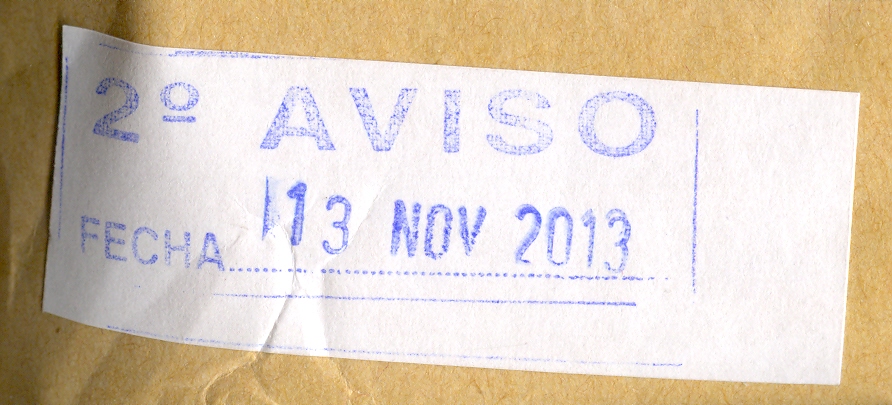 2º AVISO
FECHA 13 NOV 2013